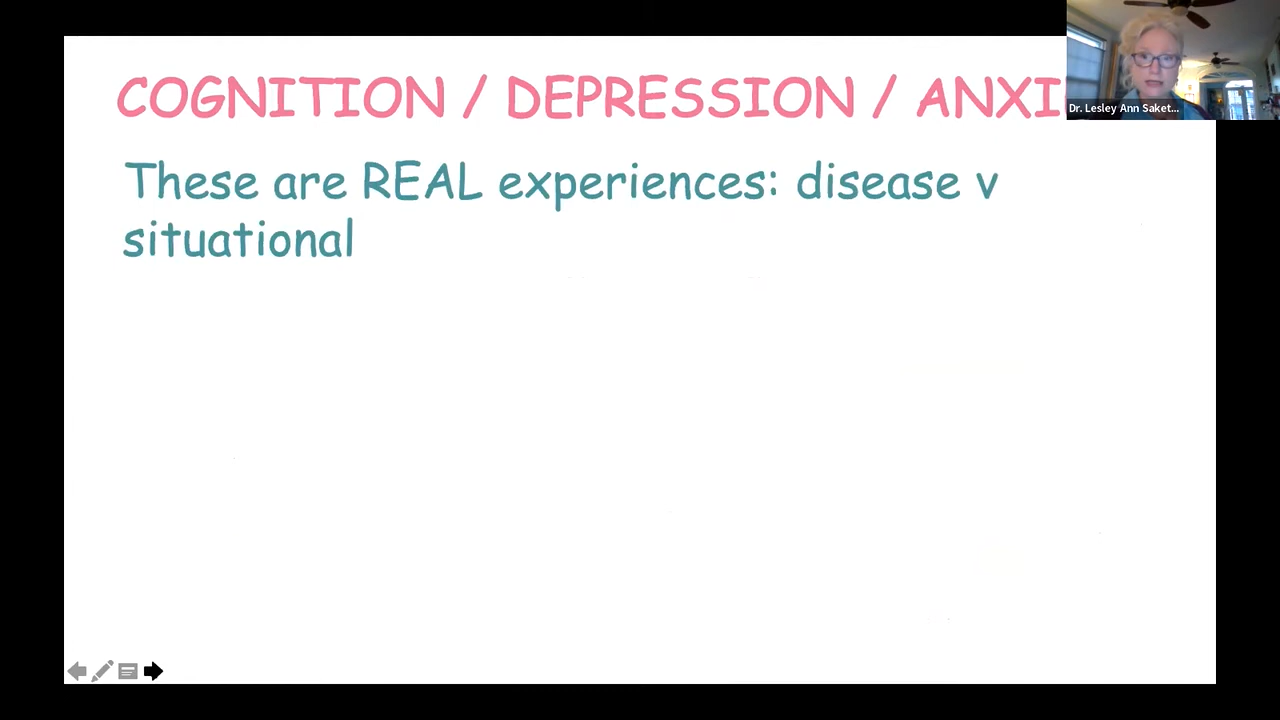 COGNITION / DEPRESSION / ANXI
Dr. Lesley Ann Saket...
These are REAL experiences: disease v
situational